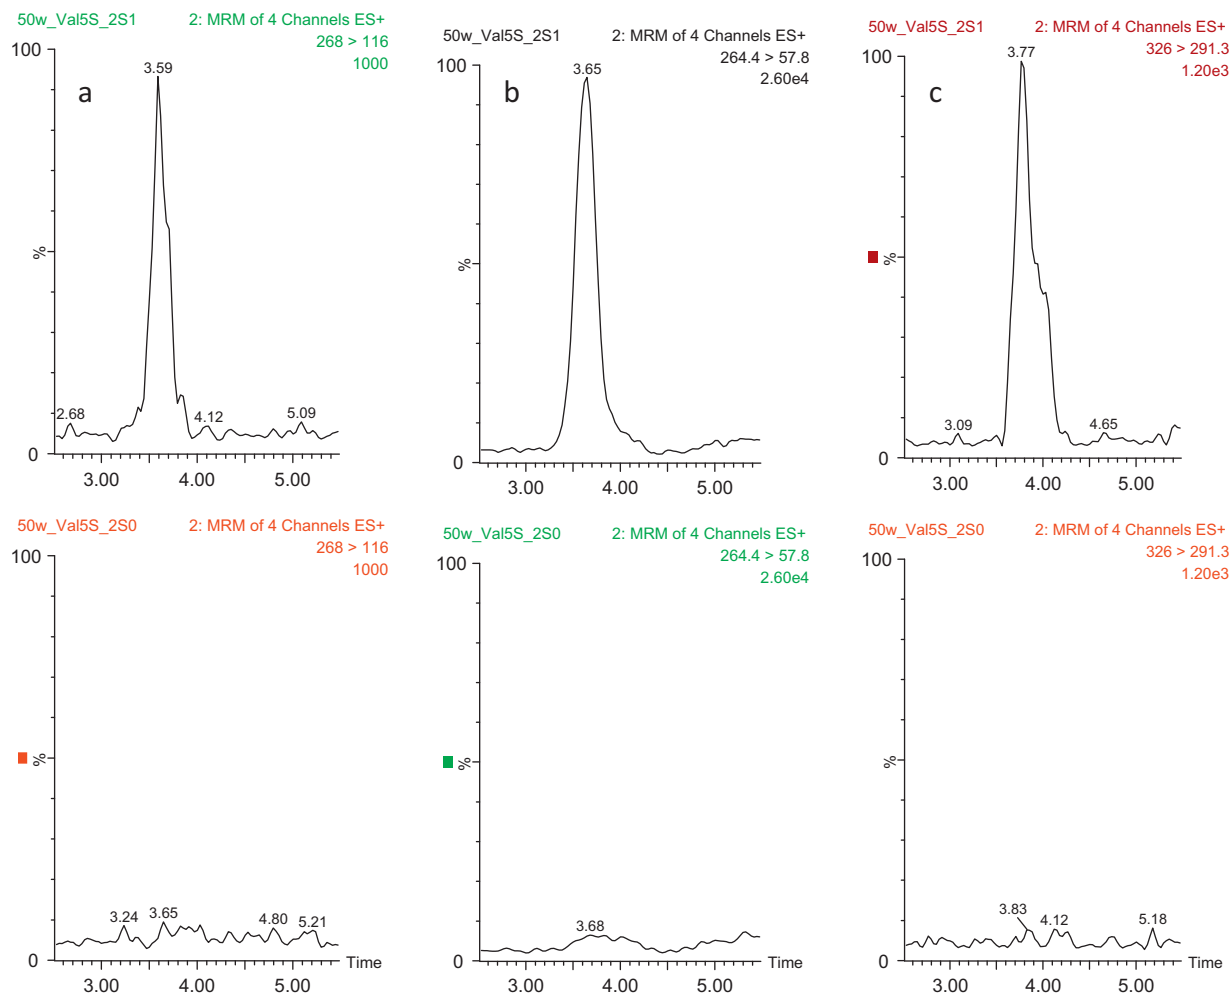 50w_Val5S_2S1
2: MRM of 4 Channels ES+
268 > 116
1000
100
3.59
a
%
2.68
4.12
5.09
0
3.00
4.00
5.00
50w_Val5S_2S1
2: MRM of 4 Channels ES+
264.4 > 57.8
2.60e4
100
3.65
b
%
0
3.00
4.00
5.00
50w_Val5S_2S1
2: MRM of 4 Channels ES+
326 > 291.3
1.20e3
100
3.77
c
%
3.09
4.65
0
3.00
4.00
5.00
50w_Val5S_2S0
2: MRM of 4 Channels ES+
268 > 116
1000
100
%
3.24
3.65
4.80
5.21
0
Time
3.00
4.00
5.00
50w_Val5S_2S0
2: MRM of 4 Channels ES+
264.4 > 57.8
2.60e4
100
%
3.68
0
Time
3.00
4.00
5.00
50w_Val5S_2S0
2: MRM of 4 Channels ES+
326 > 291.3
1.20e3
100
%
3.83
4.12
5.18
0
Time
3.00
4.00
5.00